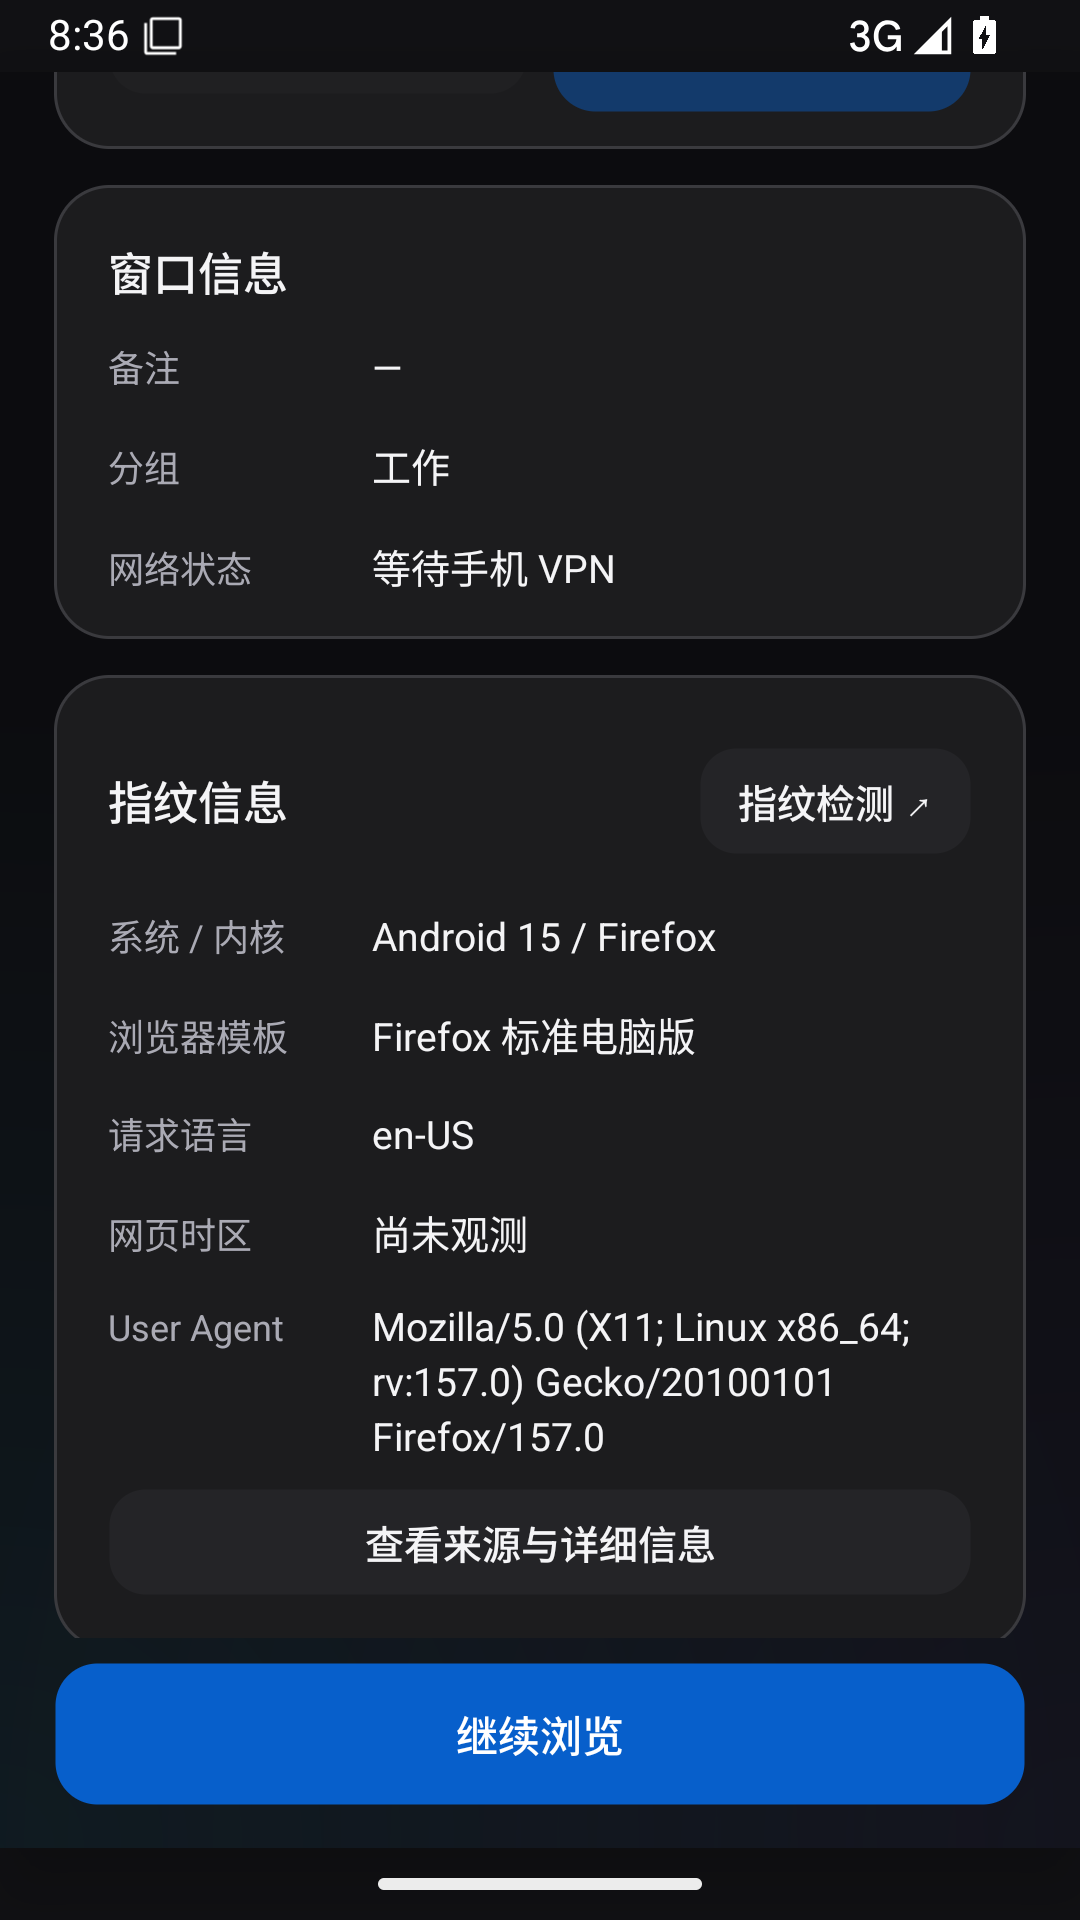 8:36
3G
窗口信息
备注 —
分组 工作
网络状态 等待手机 VPN
指纹信息 指纹检测 ↗
系统 / 内核 Android 15 / Firefox
浏览器模板 Firefox 标准电脑版
请求语言 en-US
网页时区 尚未观测
User Agent Mozilla/5.0 (X11; Linux x86_64;
rv:157.0) Gecko/20100101
Firefox/157.0
查看来源与详细信息
继续浏览